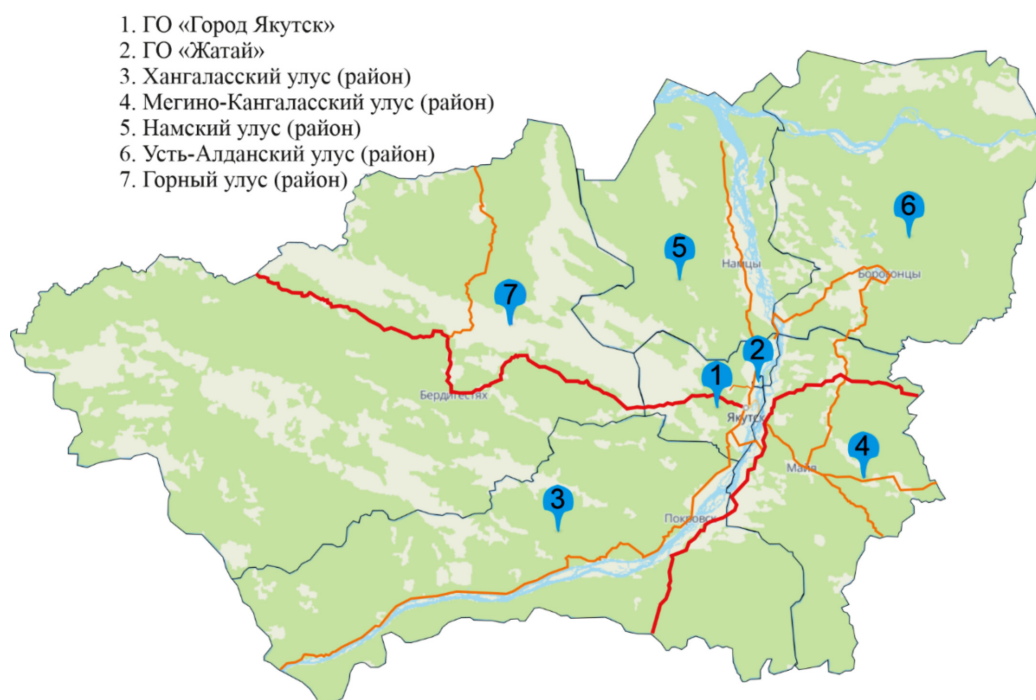 1. ГО «Город Якутск»
2. ГО «Жатай»
3. Хангаласский улус (район)
4. Мегино-Кангаласский улус (район)
5. Намский улус (район)
6. Усть-Алданский улус (район)
7. Горный улус (район)
6
5
Намцы
Борогонцы
7
2
1
Бердигестях
Якутск
4
Майя
3
Покровск